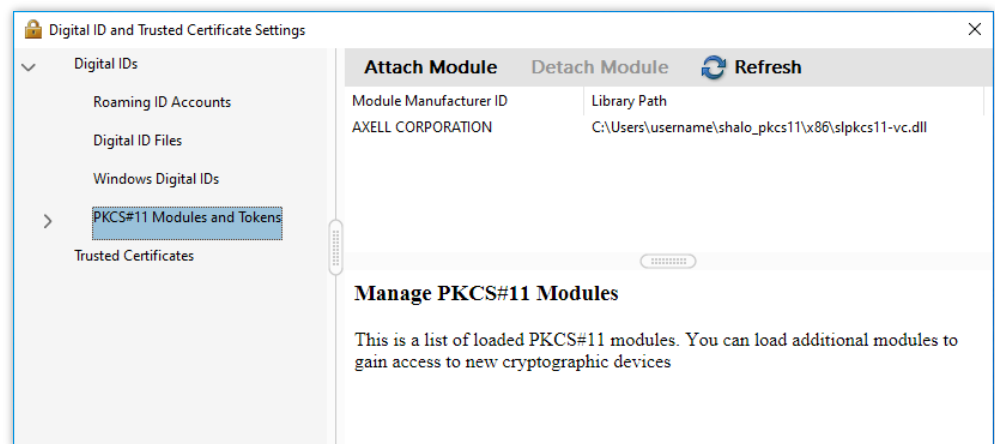 Digital ID and Trusted Certificate Settings
Digital IDs
Roaming ID Accounts
Digital ID Files
Windows Digital IDs
PKCS#11 Modules and Tokens
Trusted Certificates
Attach Module Detach Module Refresh
Module Manufacturer ID Library Path
AXELL CORPORATION C:\Users\username\shalo_pkcs11\x86\slpkcs11-vc.dll
Manage PKCS#11 Modules
This is a list of loaded PKCS#11 modules. You can load additional modules to
gain access to new cryptographic devices